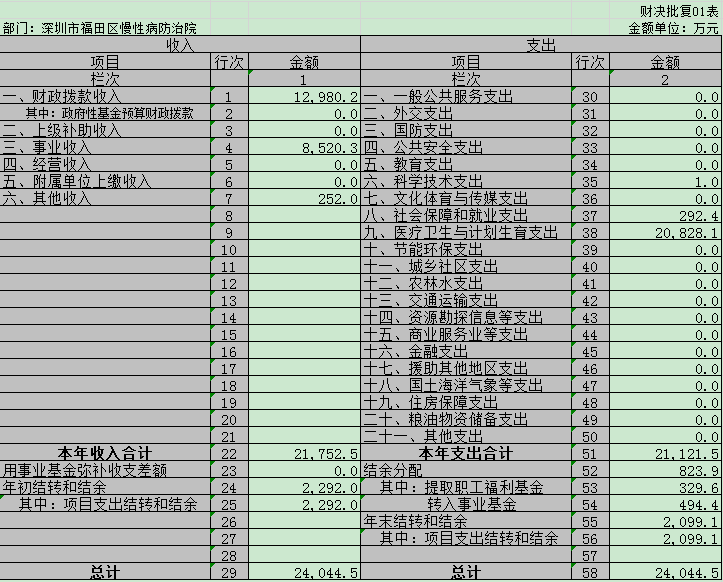 财决批复01表
部门：深圳市福田区慢性病防治院 金额单位：万元
收入 支出
项目 行次 金额 项目 行次 金额
栏次 1 栏次 2
一、财政拨款收入 1 12,980.2 一、一般公共服务支出 30 0.0
其中：政府性基金预算财政拨款 2 0.0 二、外交支出 31 0.0
二、上级补助收入 3 0.0 三、国防支出 32 0.0
三、事业收入 4 8,520.3 四、公共安全支出 33 0.0
四、经营收入 5 0.0 五、教育支出 34 0.0
五、附属单位上缴收入 6 0.0 六、科学技术支出 35 1.0
六、其他收入 7 252.0 七、文化体育与传媒支出 36 0.0
8 八、社会保障和就业支出 37 292.4
9 九、医疗卫生与计划生育支出 38 20,828.1
10 十、节能环保支出 39 0.0
11 十一、城乡社区支出 40 0.0
12 十二、农林水支出 41 0.0
13 十三、交通运输支出 42 0.0
14 十四、资源勘探信息等支出 43 0.0
15 十五、商业服务业等支出 44 0.0
16 十六、金融支出 45 0.0
17 十七、援助其他地区支出 46 0.0
18 十八、国土海洋气象等支出 47 0.0
19 十九、住房保障支出 48 0.0
20 二十、粮油物资储备支出 49 0.0
21 二十一、其他支出 50 0.0
本年收入合计 22 21,752.5 本年支出合计 51 21,121.5
用事业基金弥补收支差额 23 0.0 结余分配 52 823.9
年初结转和结余 24 2,292.0 其中：提取职工福利基金 53 329.6
其中：项目支出结转和结余 25 2,292.0 转入事业基金 54 494.4
26 年末结转和结余 55 2,099.1
27 其中：项目支出结转和结余 56 2,099.1
28 57
总计 29 24,044.5 总计 58 24,044.5